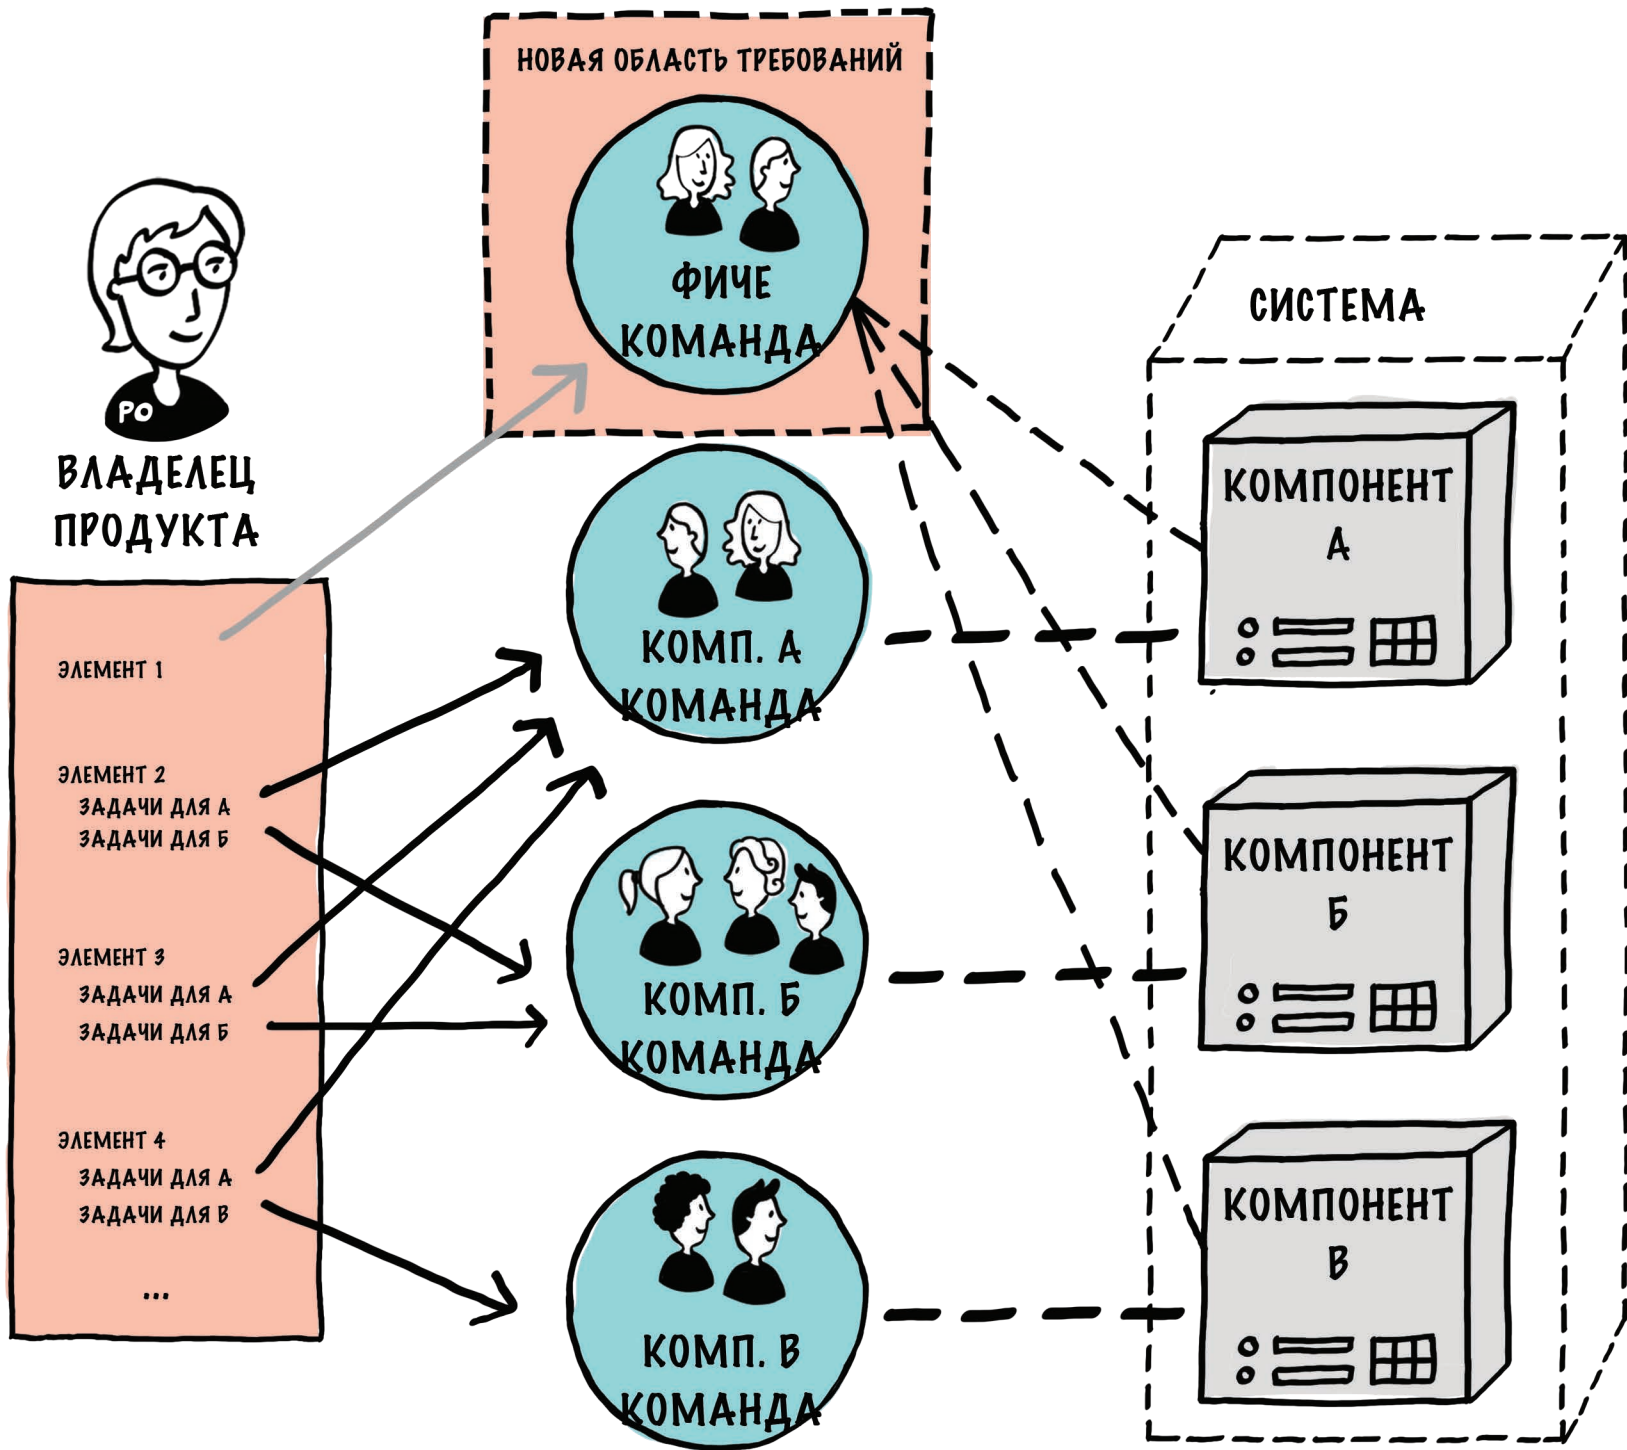 НОВАЯ ОБЛАСТЬ ТРЕБОВАНИЙ
ФИЧЕ
КОМАНДА
PO
ВЛАДЕЛЕЦ
ПРОДУКТА
ЭЛЕМЕНТ 1
ЭЛЕМЕНТ 2
ЗАДАЧИ ДЛЯ А
ЗАДАЧИ ДЛЯ Б
ЭЛЕМЕНТ 3
ЗАДАЧИ ДЛЯ А
ЗАДАЧИ ДЛЯ Б
ЭЛЕМЕНТ 4
ЗАДАЧИ ДЛЯ А
ЗАДАЧИ ДЛЯ В
...
КОМП. А
КОМАНДА
КОМП. Б
КОМАНДА
КОМП. В
КОМАНДА
СИСТЕМА
КОМПОНЕНТ
А
КОМПОНЕНТ
Б
КОМПОНЕНТ
В